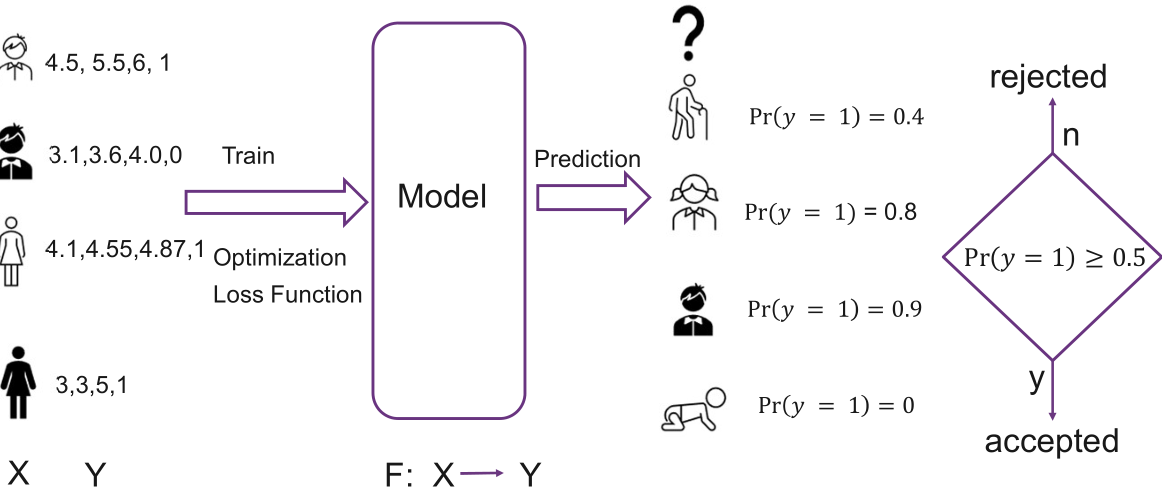 4.5, 5.5,6, 1
3.1,3.6,4.0,0
4.1,4.55,4.87,1
3,3,5,1
X Y
Train
Optimization
Loss Function
Model
F: X → Y
Prediction
?
Pr(y = 1) = 0.4
Pr(y = 1) = 0.8
Pr(y = 1) = 0.9
Pr(y = 1) = 0
rejected
n
Pr(y = 1) ≥ 0.5
y
accepted